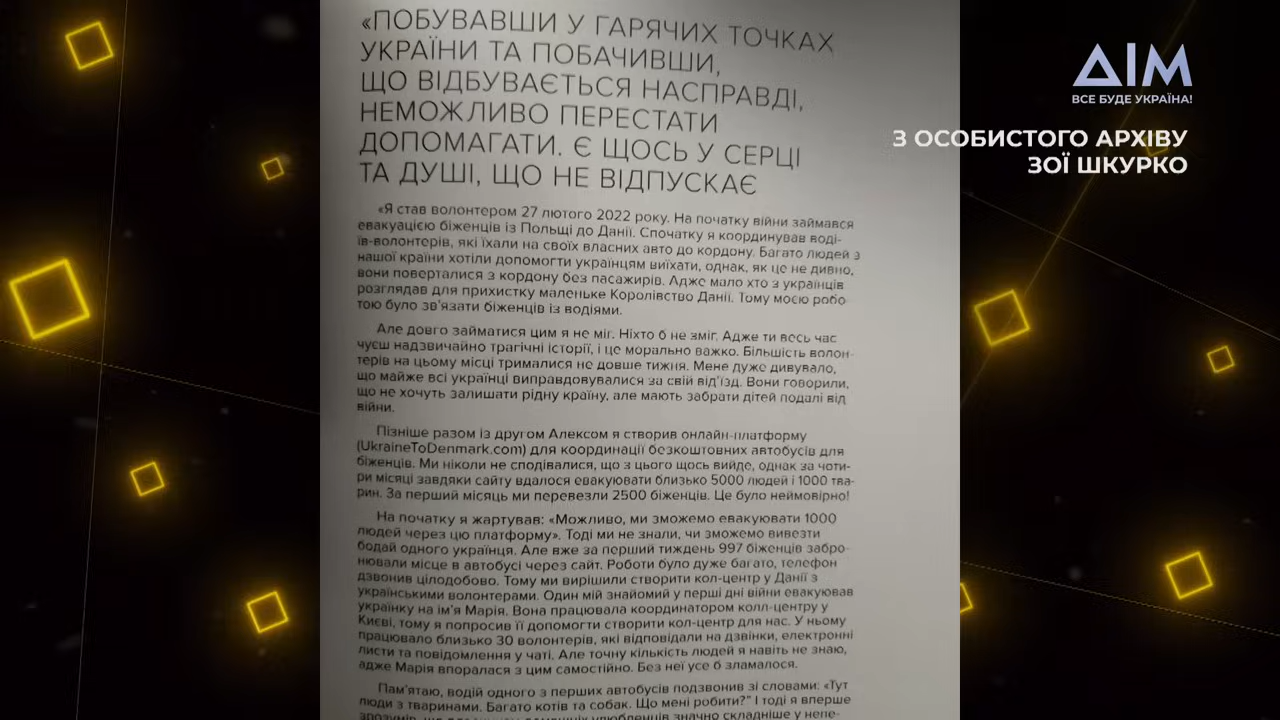 «ПОБУВАВШИ У ГАРЯЧИХ ТОЧКАХ
УКРАЇНИ ТА ПОБАЧИВШИ,
ЩО ВІДБУВАЄТЬСЯ НАСПРАВДІ,
НЕМОЖЛИВО ПЕРЕСТАТИ
ДОПОМАГАТИ. Є ЩОСЬ У СЕРЦІ
ТА ДУШІ, ЩО НЕ ВІДПУСКАЄ
«Я став волонтером 27 лютого 2022 року. На початку війни займався
евакуацією біженців із Польщі до Данії. Спочатку я координував воді-
їв-волонтерів, які їхали на своїх власних авто до кордону. Багато людей з
нашої країни хотіли допомогти українцям виїхати, однак, як це не дивно,
вони поверталися з кордону без пасажирів. Адже мало хто з українців
розглядав для прихистку маленьке Королівство Данії. Тому моєю робо
тою було зв'язати біженців із водіями.
Але довго займатися цим я не міг. Ніхто б не зміг. Адже ти весь час
чуєш надзвичайно трагічні історії, і це морально важко. Більшість волон-
терів на цьому місці трималися не довше тижня. Мене дуже дивувало,
що майже всі українці виправдовувалися за свій від'їзд. Вони говорили,
що не хочуть залишати рідну країну, але мають забрати дітей подалі від
війни.
Пізніше разом із другом Алексом я створив онлайн-платформу
(UkraineToDenmark.com) для координації безкоштовних автобусів для
біженців. Ми ніколи не сподівалися, що з цього щось вийде, однак за чоти-
ри місяці завдяки сайту вдалося евакуювати близько 5000 людей і 1000 тва-
рин. За перший місяць ми перевезли 2500 біженців. Це було неймовірно!
На початку я жартував: «Можливо, ми зможемо евакуювати 1000
людей через цю платформу». Тоді ми не знали, чи зможемо вивезти
бодай одного українця. Але вже за перший тиждень 997 біженців забро-
нювали місце в автобусі через сайт. Роботи було дуже багато, телефон
дзвонив цілодобово. Тому ми вирішили створити кол-центр у Данії з
українськими волонтерами. Один мій знайомий у перші дні війни евакуював
українку на ім'я Марія. Вона працювала координатором колл-центру у
Києві, тому я попросив її допомогти створити кол-центр для нас. У ньому
працювало близько 30 волонтерів, які відповідали на дзвінки, електронні
листи та повідомлення у чаті. Але точну кількість людей я навіть не знаю,
адже Марія впоралася з цим самостійно. Без неї усе б зламалося.
Пам'ятаю, водій одного з перших автобусів подзвонив зі словами: «Тут
люди з тваринами. Багато котів та собак. Що мені робити?" І тоді я вперше
зрозумів, що домашніх улюбленців значно складніше у непе-
ДІМ
ВСЕ БУДЕ УКРАЇНА!
З ОСОБИСТОГО АРХІВУ
ЗОЇ ШКУРКО